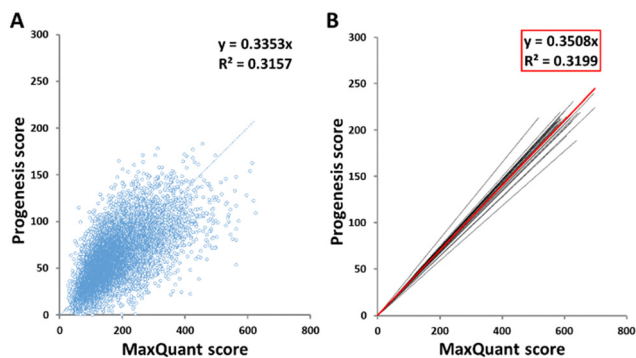 A
300
250
200
150
100
50
0
0
200
400
600
800
Progenesis score
MaxQuant score
y = 0.3353x
R² = 0.3157
B
300
250
200
150
100
50
0
0
200
400
600
800
Progenesis score
MaxQuant score
y = 0.3508x
R² = 0.3199